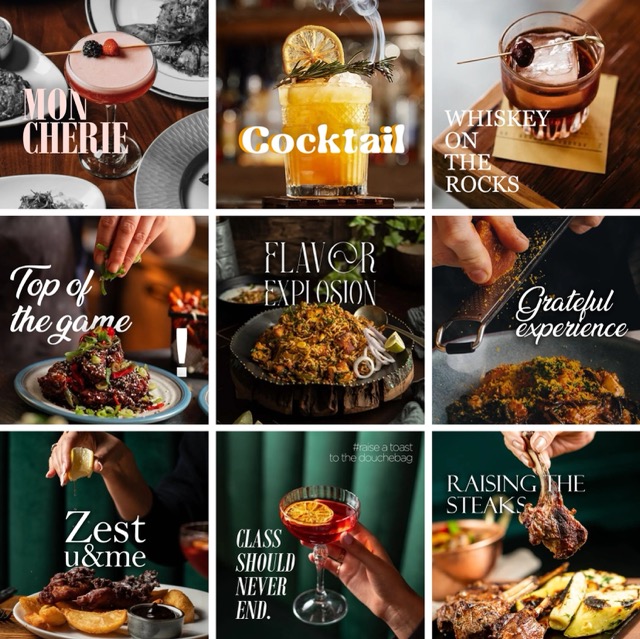 MON
CHERIE
Cocktail
WHISKEY
ON
THE
ROCKS
Top of
the game
!
FLAVOR
EXPLOSION
Grateful
experience
Zest
u&me
#raise a toast
to the douchebag
CLASS
SHOULD
NEVER
END.
RAISING THE
STEAKS